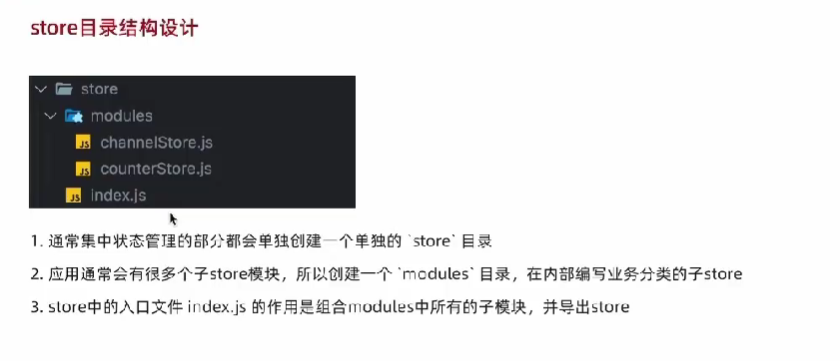 store目录结构设计
store
modules
channelStore.js
counterStore.js
index.js
1. 通常集中状态管理的部分都会单独创建一个单独的 `store` 目录
2. 应用通常会有很多个子store模块，所以创建一个 `modules` 目录，在内部编写业务分类的子store
3. store中的入口文件 index.js 的作用是组合modules中所有的子模块，并导出store